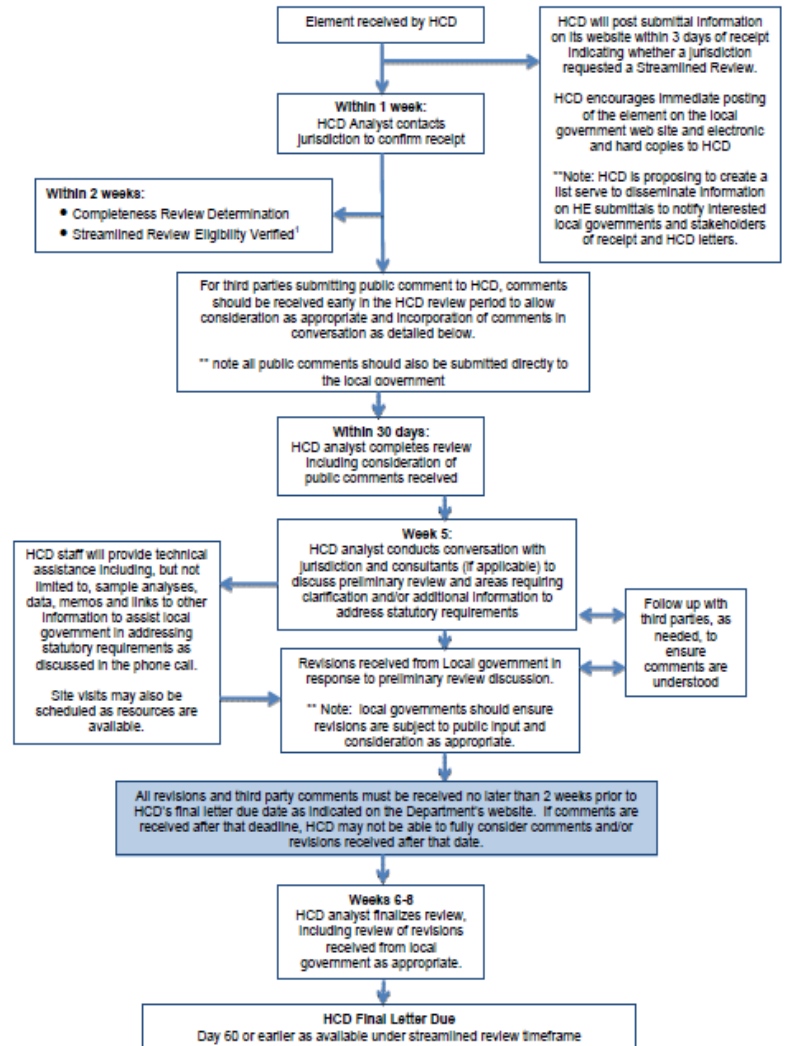 Element received by HCD
HCD will post submittal information
on its website within 3 days of receipt
indicating whether a jurisdiction
requested a Streamlined Review.
HCD encourages immediate posting
of the element on the local
government web site and electronic
and hard copies to HCD
**Note: HCD is proposing to create a
list serve to disseminate information
on HE submittals to notify interested
local governments and stakeholders
of receipt and HCD letters.
Within 1 week:
HCD Analyst contacts
jurisdiction to confirm receipt
Within 2 weeks:
• Completeness Review Determination
• Streamlined Review Eligibility Verified¹
For third parties submitting public comment to HCD, comments
should be received early in the HCD review period to allow
consideration as appropriate and incorporation of comments in
conversation as detailed below.
** note all public comments should also be submitted directly to
the local government
Within 30 days:
HCD analyst completes review
including consideration of
public comments received
Week 5:
HCD analyst conducts conversation with
jurisdiction and consultants (if applicable) to
discuss preliminary review and areas requiring
clarification and/or additional information to
address statutory requirements
HCD staff will provide technical
assistance including, but not
limited to, sample analyses,
data, memos and links to other
information to assist local
government in addressing
statutory requirements as
discussed in the phone call.
Site visits may also be
scheduled as resources are
available.
Follow up with
third parties, as
needed, to
ensure
comments are
understood
Revisions received from Local government in
response to preliminary review discussion.
** Note: local governments should ensure
revisions are subject to public input and
consideration as appropriate.
All revisions and third party comments must be received no later than 2 weeks prior to
HCD's final letter due date as indicated on the Department's website. If comments are
received after that deadline, HCD may not be able to fully consider comments and/or
revisions received after that date.
Weeks 6-8
HCD analyst finalizes review,
including review of revisions
received from local
government as appropriate.
HCD Final Letter Due
Day 60 or earlier as available under streamlined review timeframe